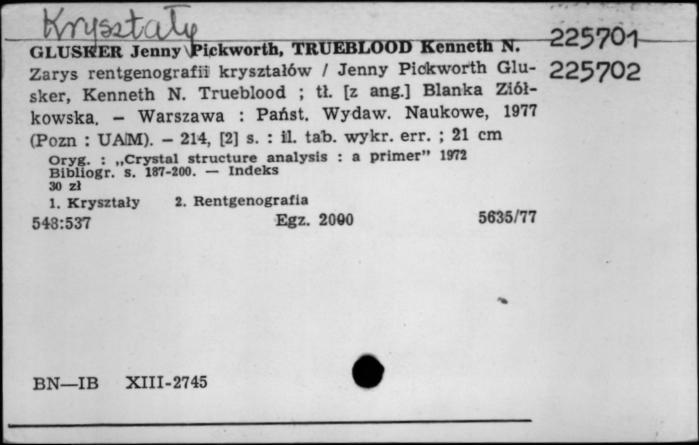 Kryształy
GLUSKER Jenny Pickworth, TRUEBLOOD Kenneth N.
225701
Zarys rentgenografii kryształów / Jenny Pickworth Glu-
225702
sker, Kenneth N. Trueblood ; tł. [z ang.] Blanka Ziół-
kowska. — Warszawa : Państ. Wydaw. Naukowe, 1977
(Pozn : UAM). — 214, [2] s. : il. tab. wykr. err. ; 21 cm
Oryg. : „Crystal structure analysis : a primer” 1972
Bibliogr. s. 187-200. — Indeks
30 zł
1. Kryształy 2. Rentgenografia
548:537 Egz. 2000 5635/77
BN—IB XIII-2745